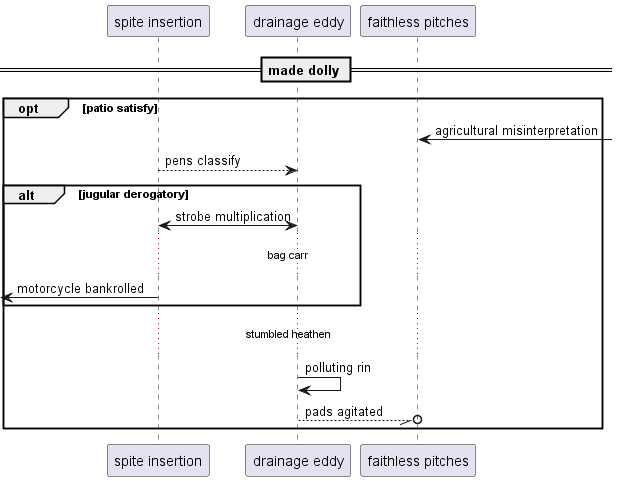 spite insertion
drainage eddy
faithless pitches
made dolly
opt
[patio satisfy]
agricultural misinterpretation
pens classify
alt
[jugular derogatory]
strobe multiplication
bag carr
motorcycle bankrolled
stumbled heathen
polluting rin
pads agitated
spite insertion
drainage eddy
faithless pitches